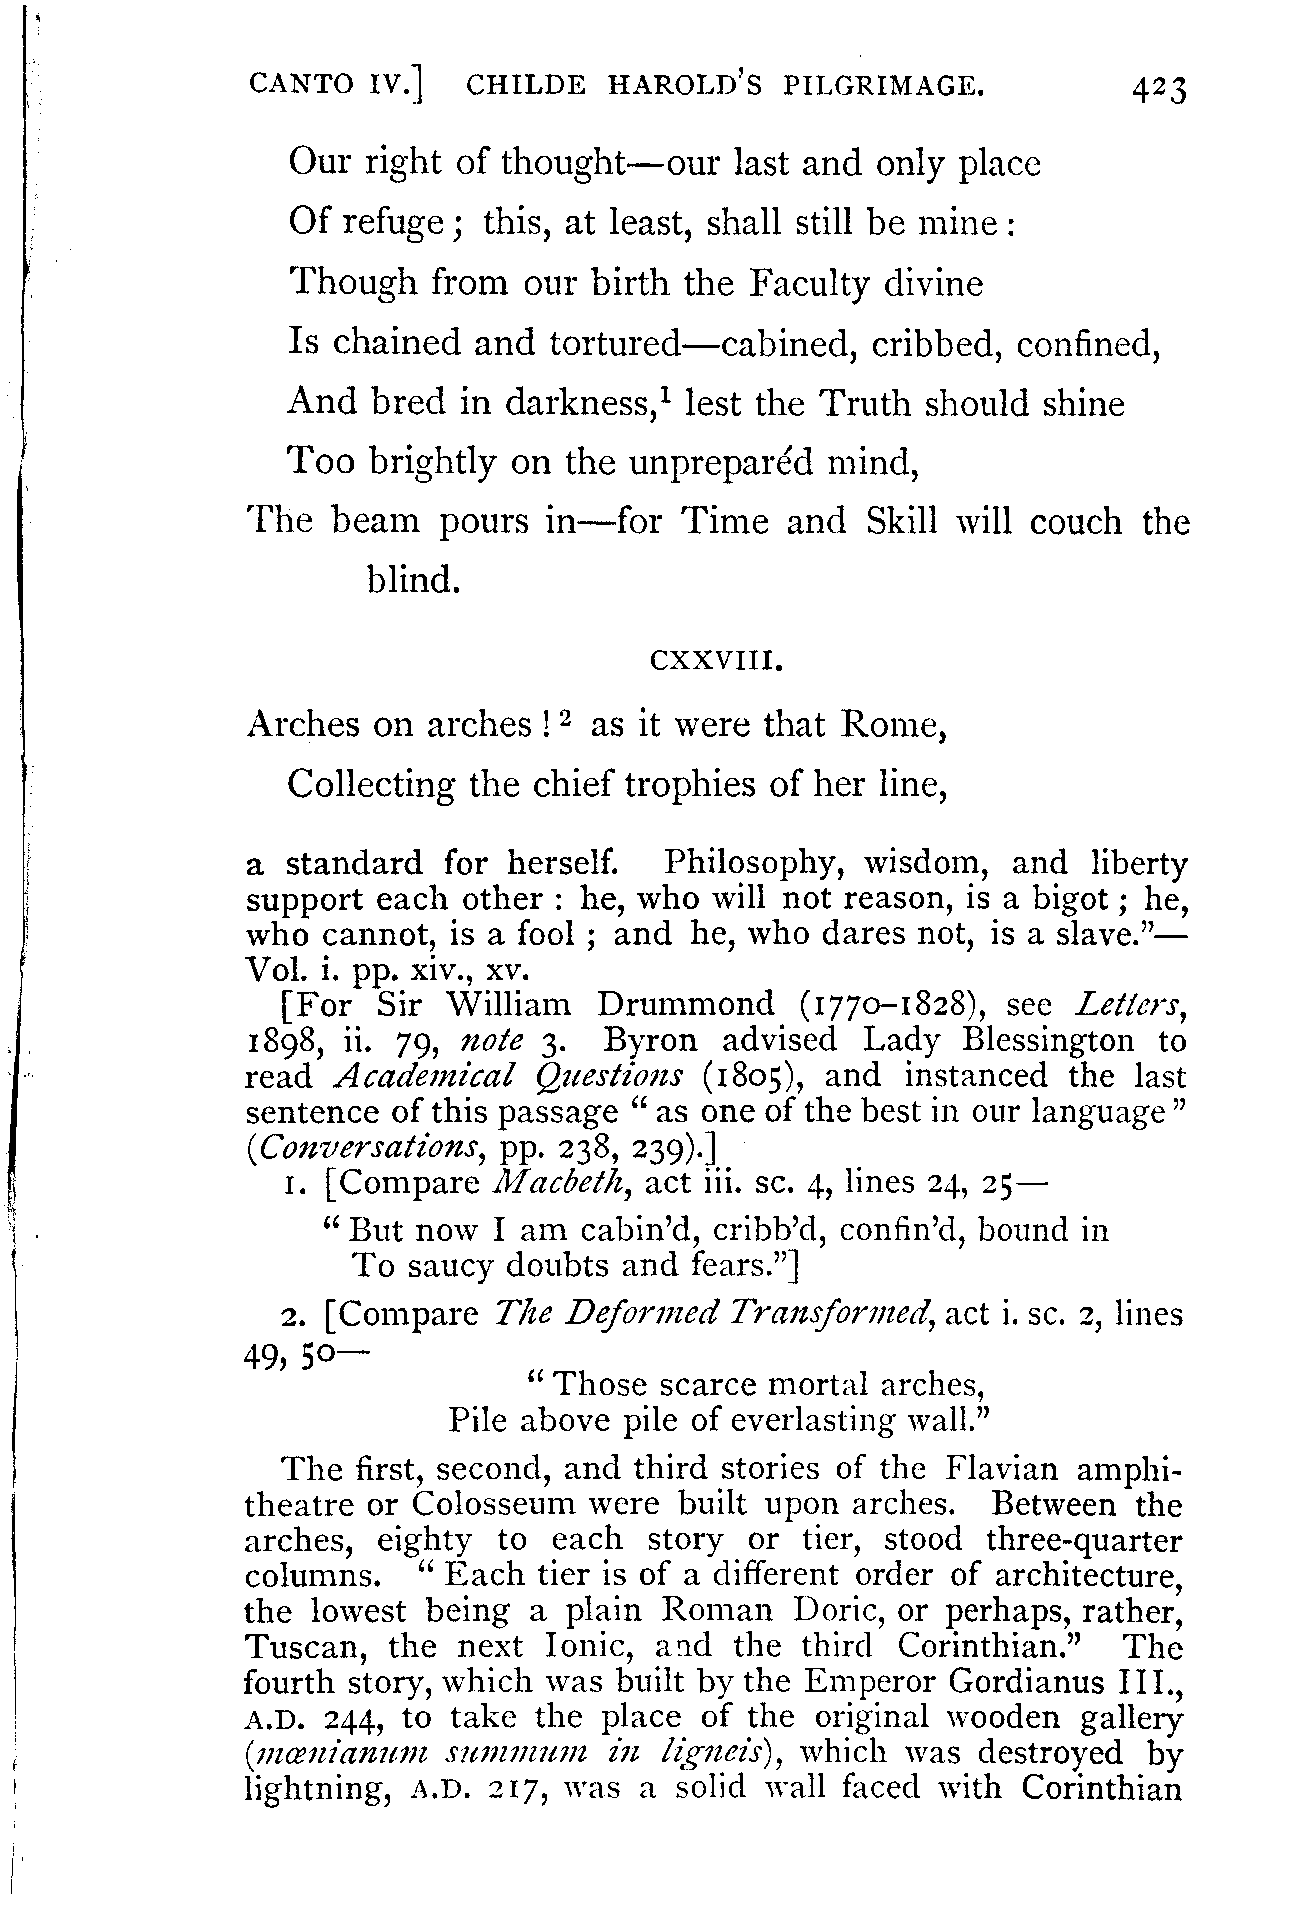 CANTO IV.] CHILDE HAROLD'S PILGRIMAGE. 423
Our right of thought—our last and only place
Of refuge; this, at least, shall still be mine:
Though from our birth the Faculty divine
Is chained and tortured—cabined, cribbed, confined,
And bred in darkness,¹ lest the Truth should shine
Too brightly on the unpreparéd mind,
The beam pours in—for Time and Skill will couch the
blind.
CXXVIII.
Arches on arches!² as it were that Rome,
Collecting the chief trophies of her line,
a standard for herself. Philosophy, wisdom, and liberty
support each other: he, who will not reason, is a bigot; he,
who cannot, is a fool; and he, who dares not, is a slave."—
Vol. i. pp. xiv., xv.
[For Sir William Drummond (1770–1828), see Letters,
1898, ii. 79, note 3. Byron advised Lady Blessington to
read Academical Questions (1805), and instanced the last
sentence of this passage "as one of the best in our language"
(Conversations, pp. 238, 239).]
1. [Compare Macbeth, act iii. sc. 4, lines 24, 25—
"But now I am cabin'd, cribb'd, confin'd, bound in
To saucy doubts and fears."]
2. [Compare The Deformed Transformed, act i. sc. 2, lines
49, 50—
"Those scarce mortal arches,
Pile above pile of everlasting wall."
The first, second, and third stories of the Flavian amphi-
theatre or Colosseum were built upon arches. Between the
arches, eighty to each story or tier, stood three-quarter
columns. "Each tier is of a different order of architecture,
the lowest being a plain Roman Doric, or perhaps, rather,
Tuscan, the next Ionic, and the third Corinthian." The
fourth story, which was built by the Emperor Gordianus III.,
A.D. 244, to take the place of the original wooden gallery
(mœnianum summum in ligneis), which was destroyed by
lightning, A.D. 217, was a solid wall faced with Corinthian